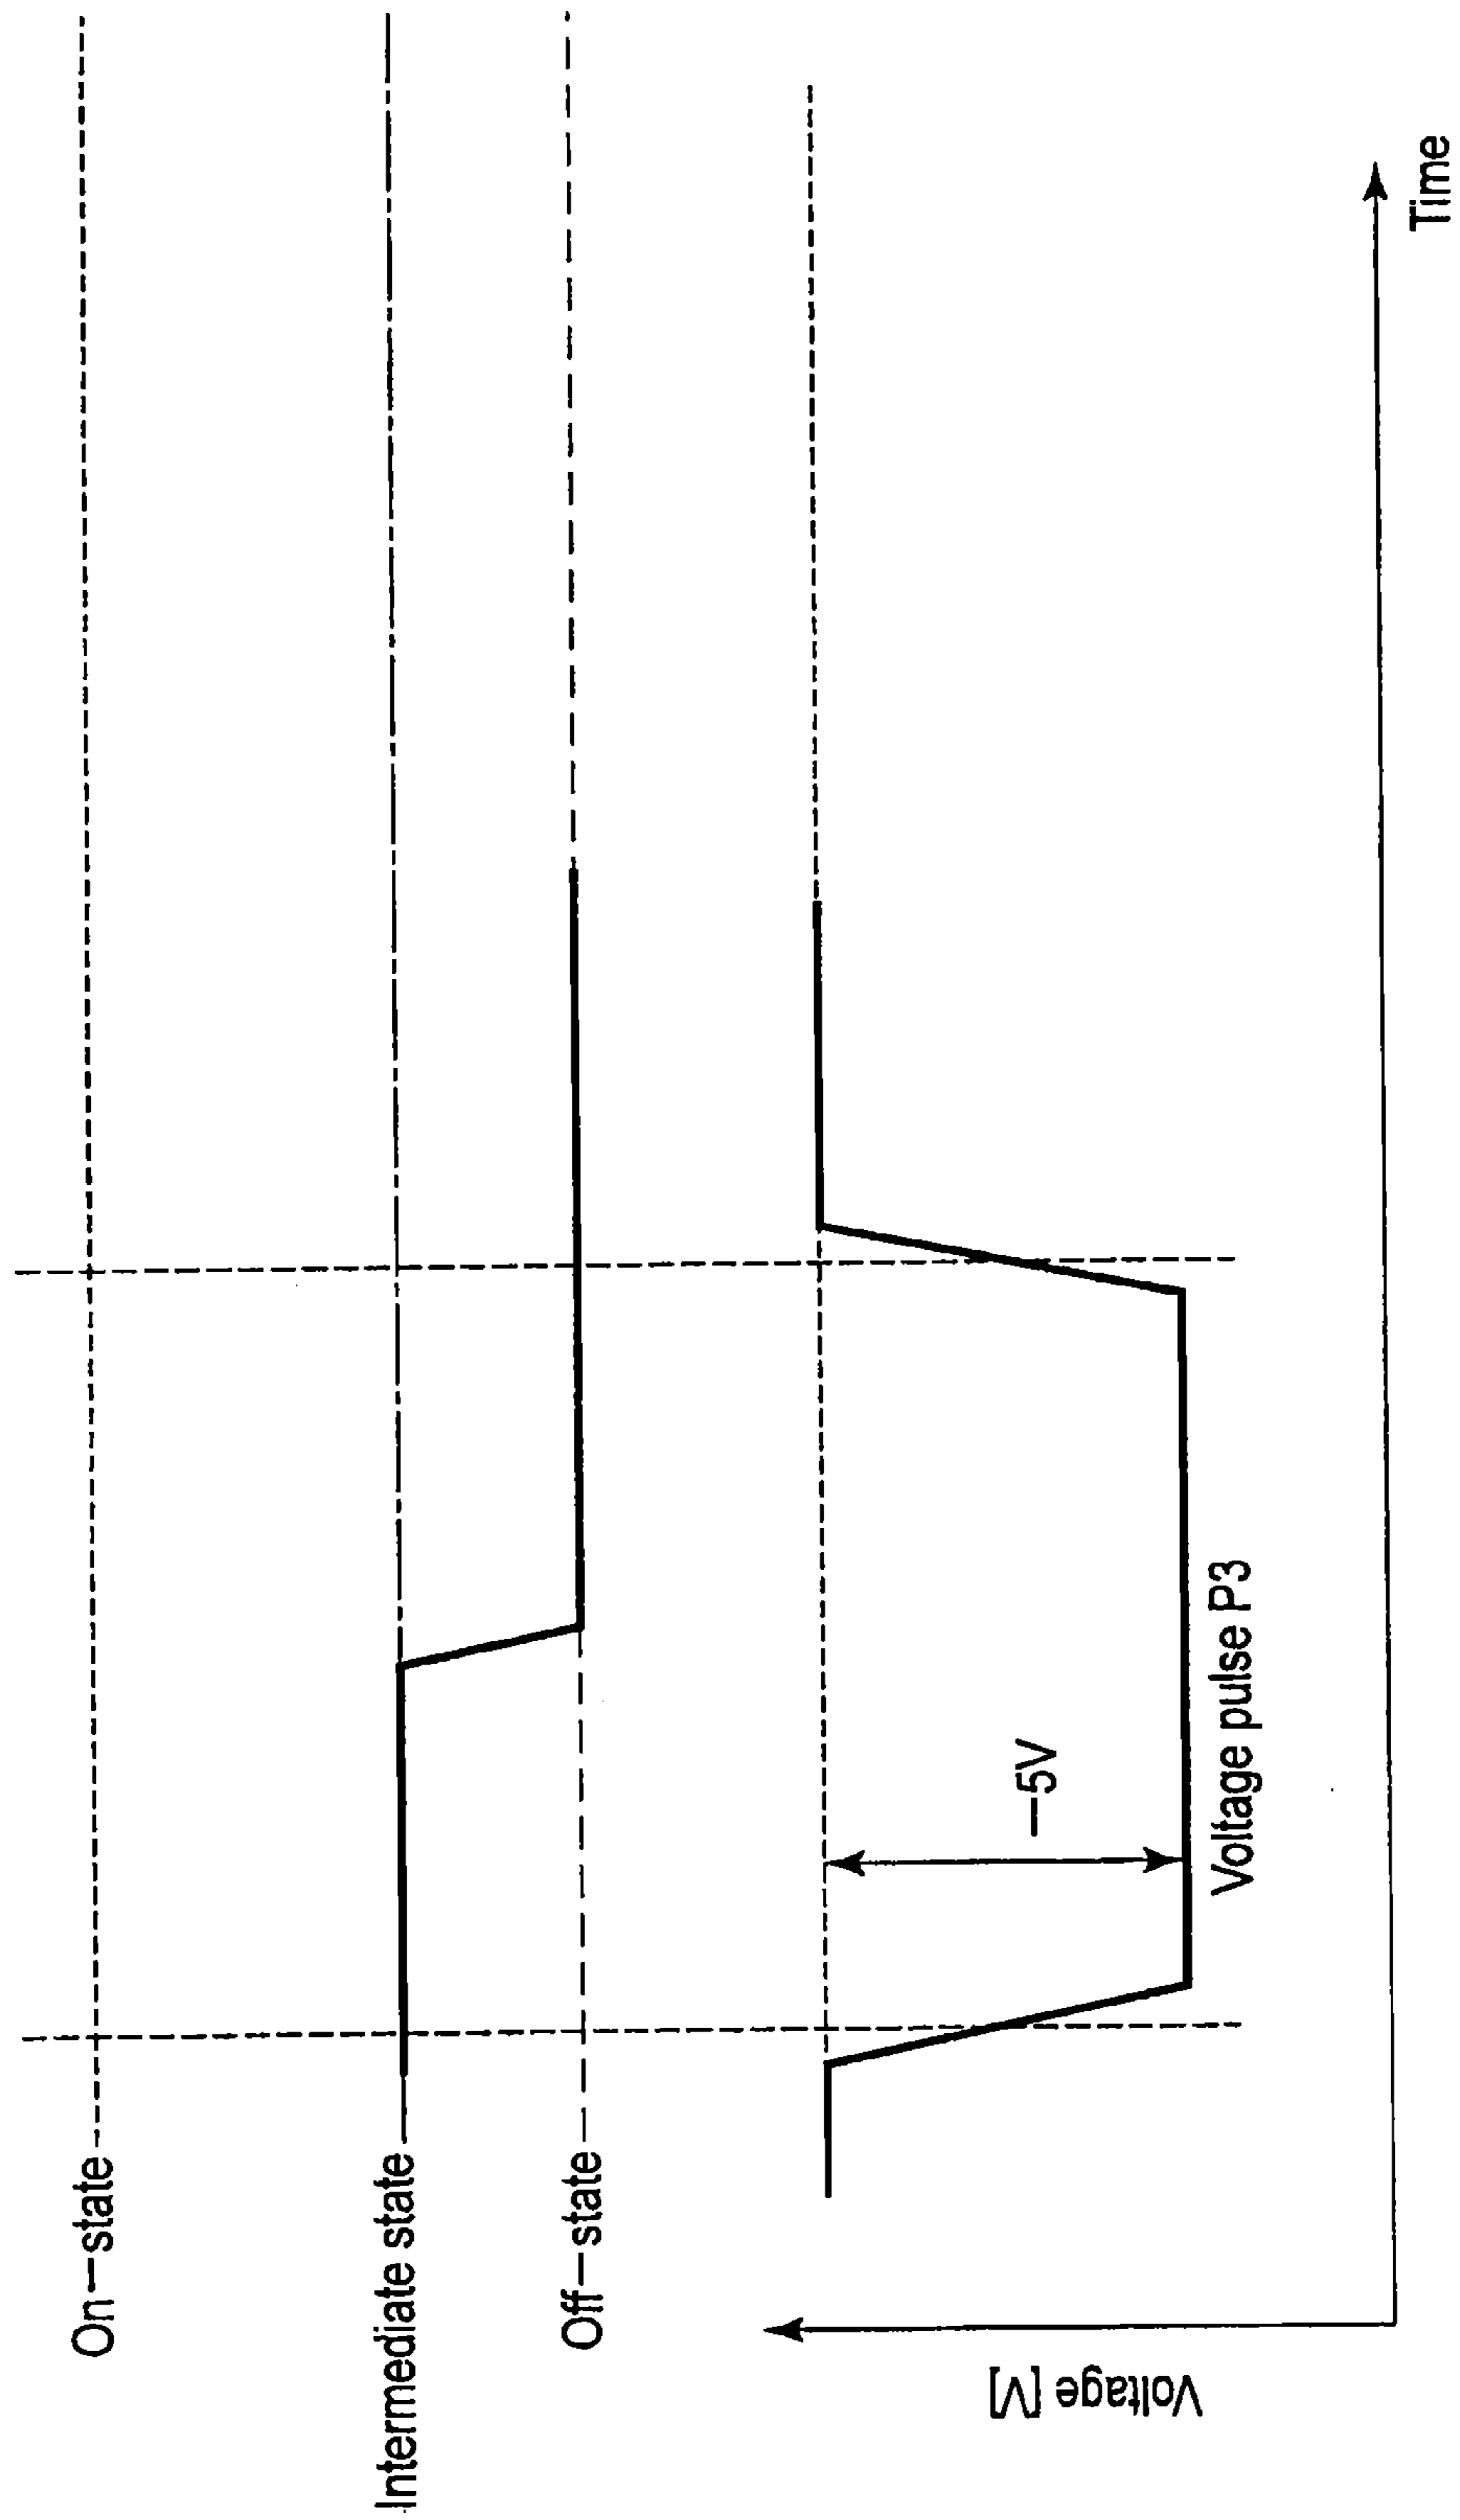 On-state
Intermediate state
Off-state
-5V
Voltage pulse P3
Voltage [V]
Time